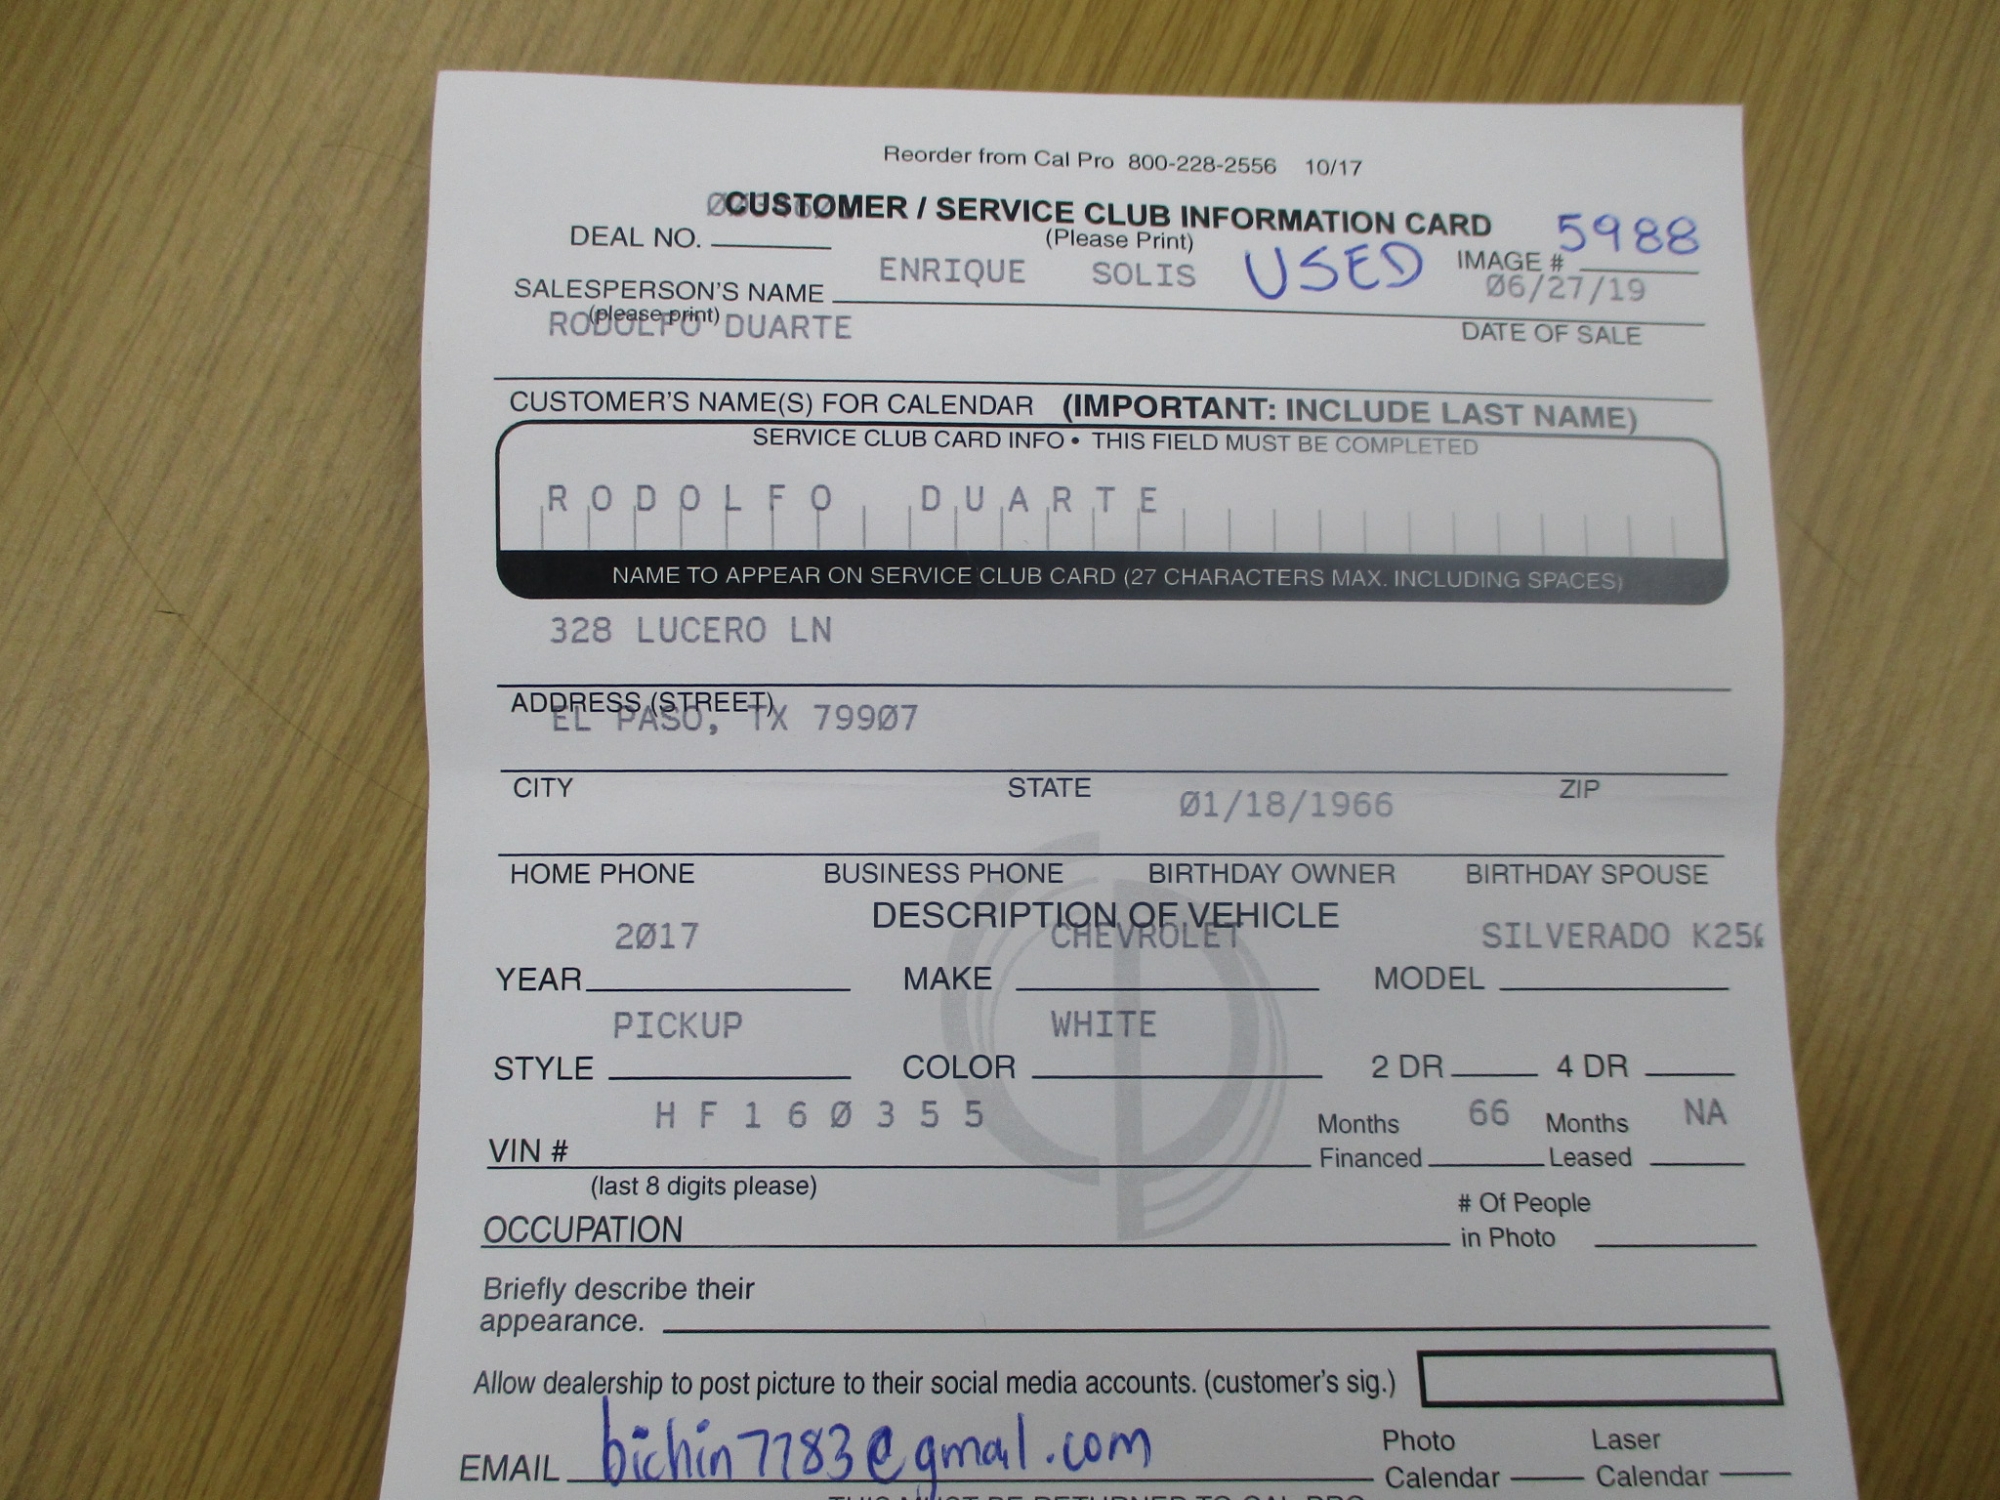 Reorder from Cal Pro 800-228-2556 10/17
CUSTOMER / SERVICE CLUB INFORMATION CARD
DEAL NO. (Please Print) USED IMAGE # 5988
SALESPERSON'S NAME ENRIQUE SOLIS 06/27/19
(please print) DATE OF SALE
RODOLFO DUARTE
CUSTOMER'S NAME(S) FOR CALENDAR (IMPORTANT: INCLUDE LAST NAME)
SERVICE CLUB CARD INFO • THIS FIELD MUST BE COMPLETED
RODOLFO DUARTE
NAME TO APPEAR ON SERVICE CLUB CARD (27 CHARACTERS MAX. INCLUDING SPACES)
328 LUCERO LN
ADDRESS (STREET)
EL PASO, TX 79907
CITY STATE ZIP
01/18/1966
HOME PHONE BUSINESS PHONE BIRTHDAY OWNER BIRTHDAY SPOUSE
DESCRIPTION OF VEHICLE
2017 CHEVROLET SILVERADO
YEAR MAKE MODEL
PICKUP WHITE
STYLE COLOR 2 DR 4 DR
HF160355 66 NA
VIN # Months Financed Months Leased
(last 8 digits please)
OCCUPATION # Of People in Photo
Briefly describe their
appearance.
Allow dealership to post picture to their social media accounts. (customer's sig.)
EMAIL bichin7783@gmail.com Photo Calendar Laser Calendar